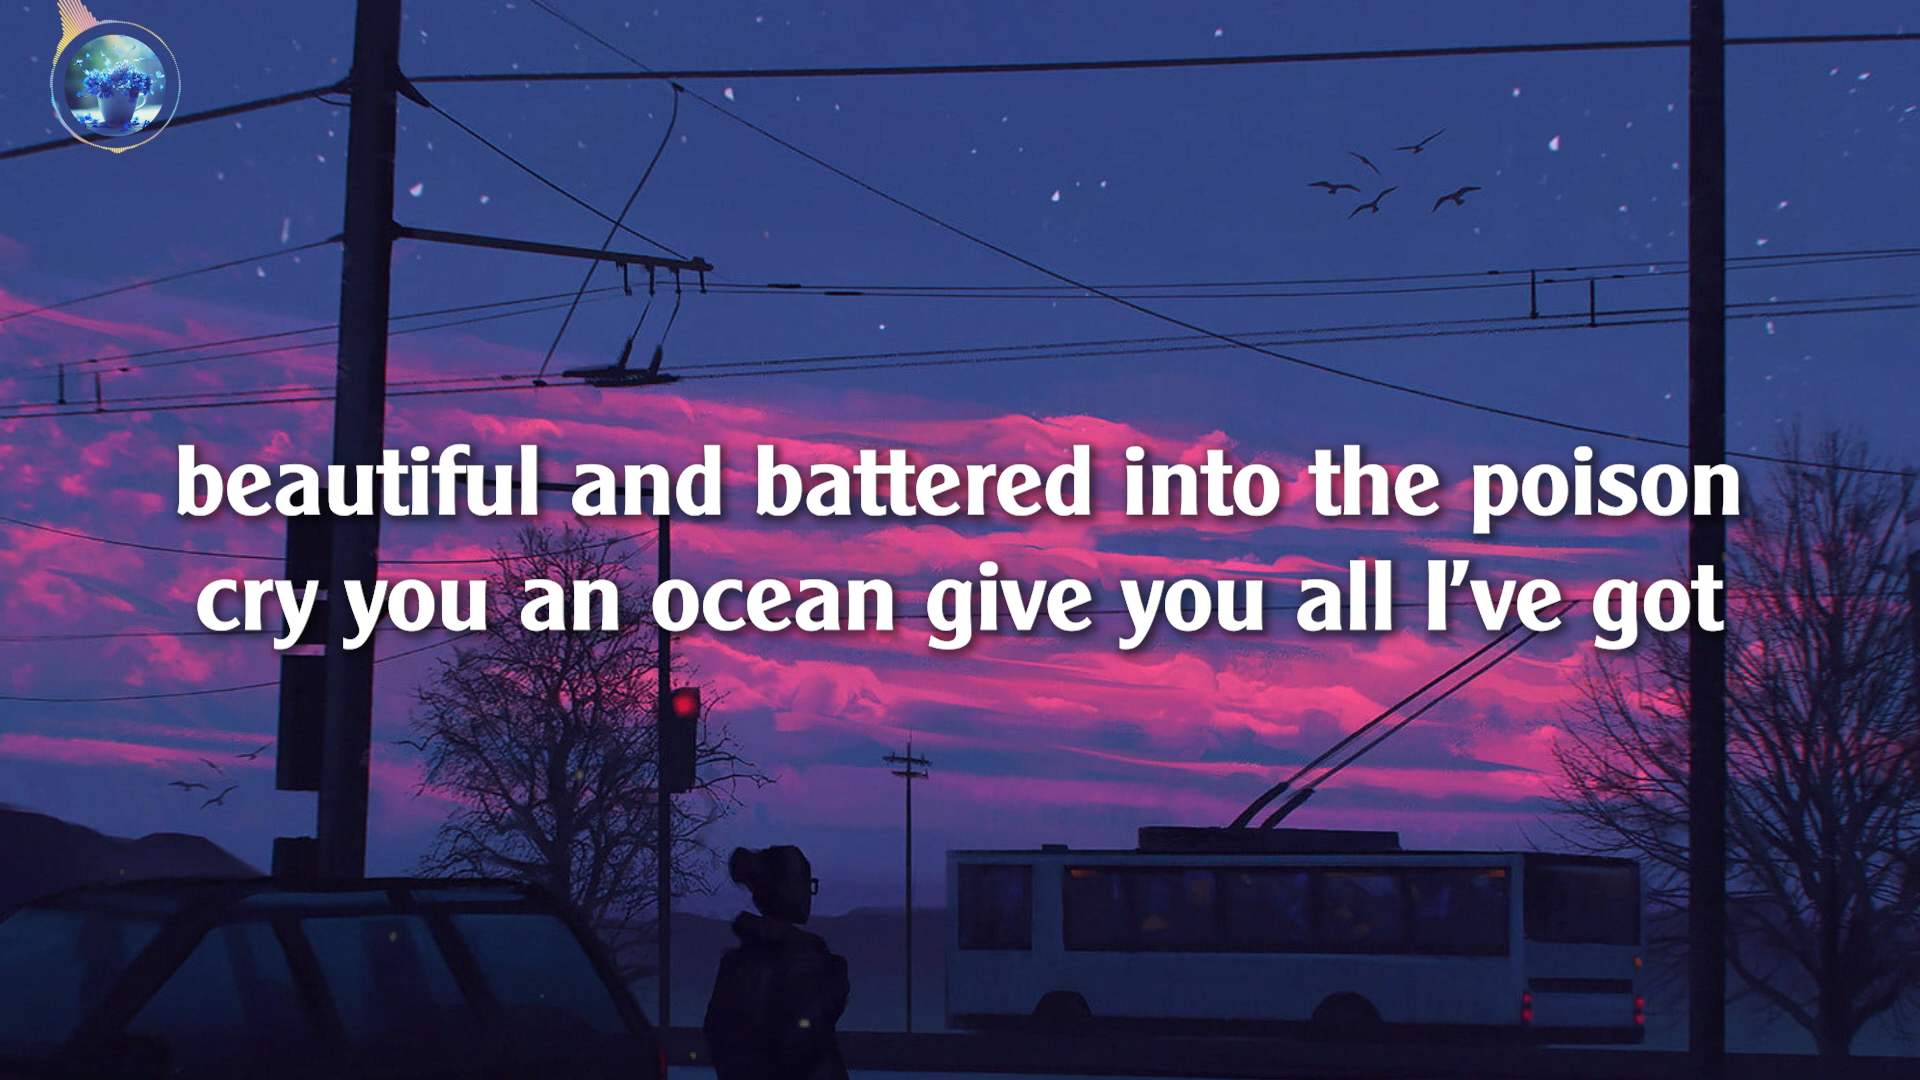 beautiful and battered into the poison
cry you an ocean give you all I've got